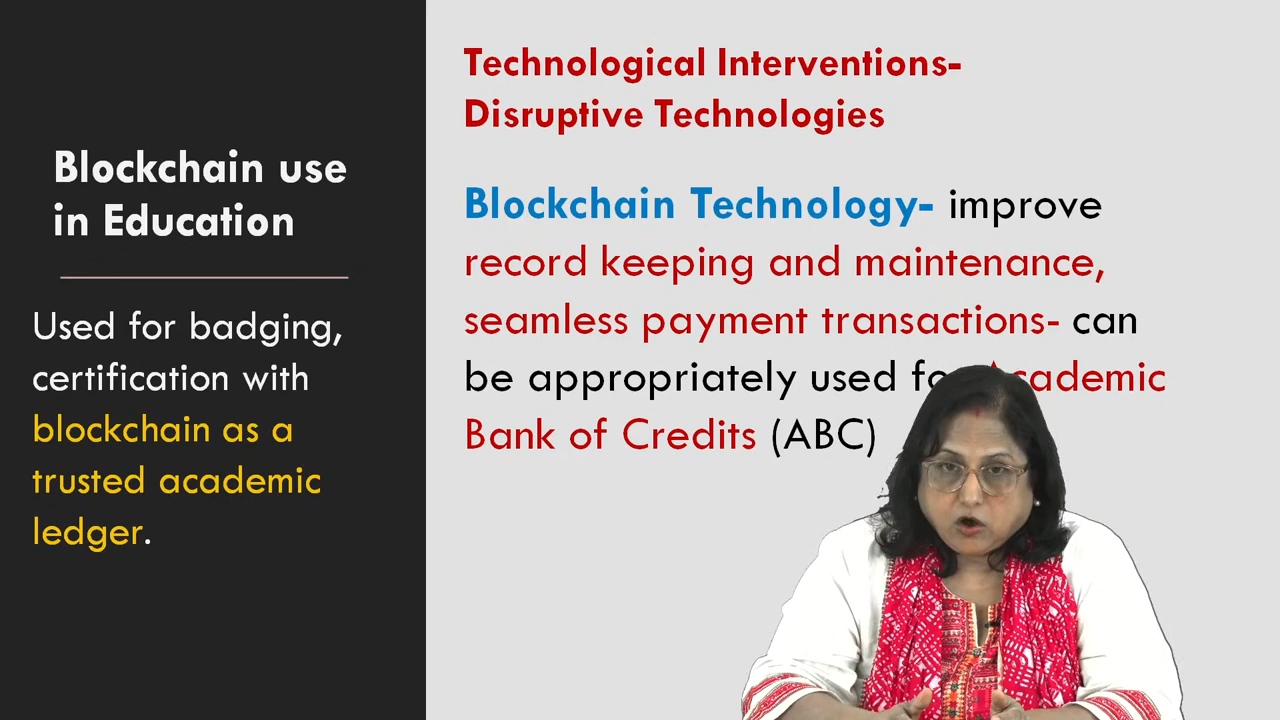 Blockchain use
in Education
Used for badging,
certification with
blockchain as a
trusted academic
ledger.
Technological Interventions-
Disruptive Technologies
Blockchain Technology- improve
record keeping and maintenance,
seamless payment transactions- can
be appropriately used for Academic
Bank of Credits (ABC)